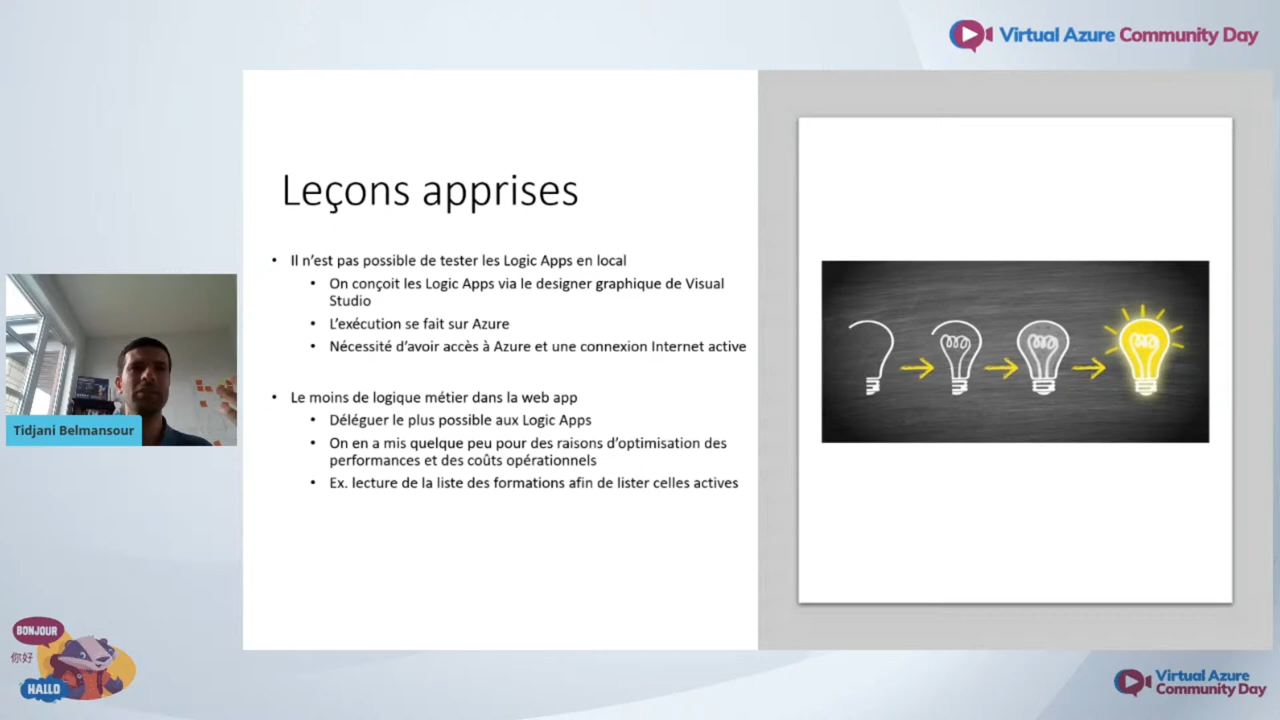 Virtual Azure Community Day
Leçons apprises
• Il n’est pas possible de tester les Logic Apps en local
• On conçoit les Logic Apps via le designer graphique de Visual
Studio
• L’exécution se fait sur Azure
• Nécessité d’avoir accès à Azure et une connexion Internet active
• Le moins de logique métier dans la web app
• Déléguer le plus possible aux Logic Apps
• On en a mis quelque peu pour des raisons d’optimisation des
performances et des coûts opérationnels
• Ex. lecture de la liste des formations afin de lister celles actives
Tidjani Belmansour
BONJOUR
你好
HALLO
Virtual Azure
Community Day